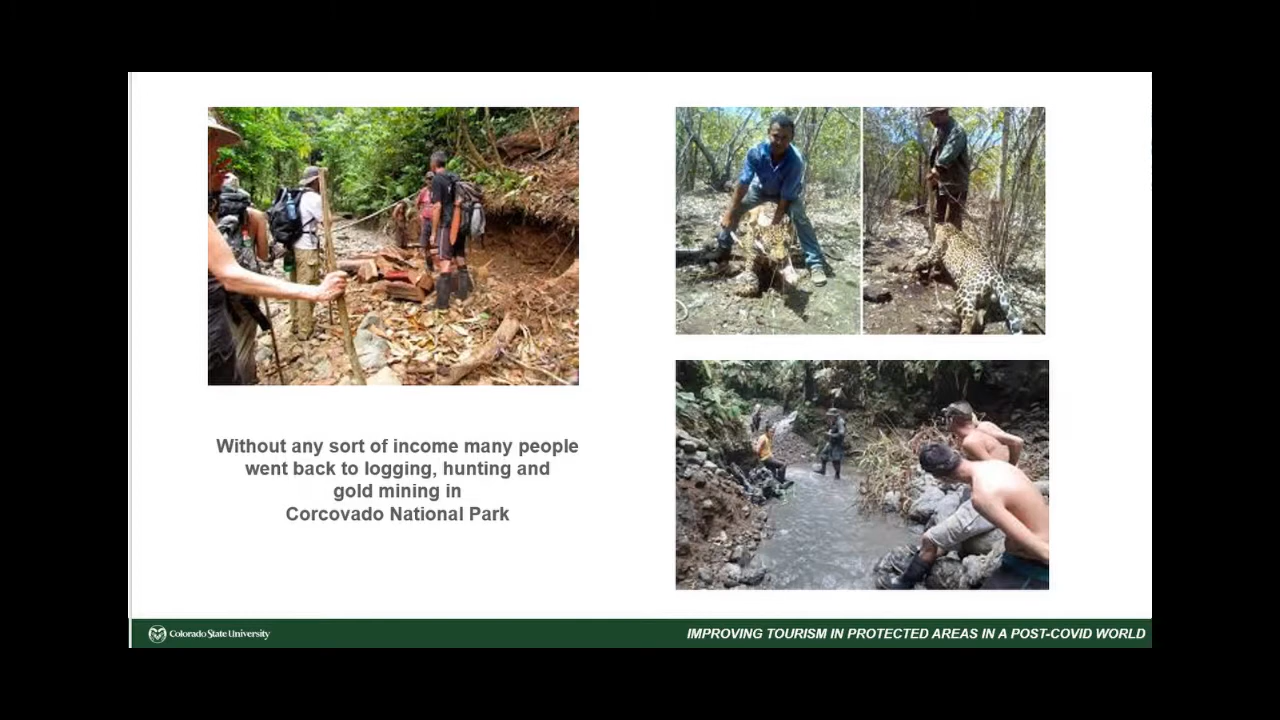 Without any sort of income many people
went back to logging, hunting and
gold mining in
Corcovado National Park
Colorado State University
IMPROVING TOURISM IN PROTECTED AREAS IN A POST-COVID WORLD